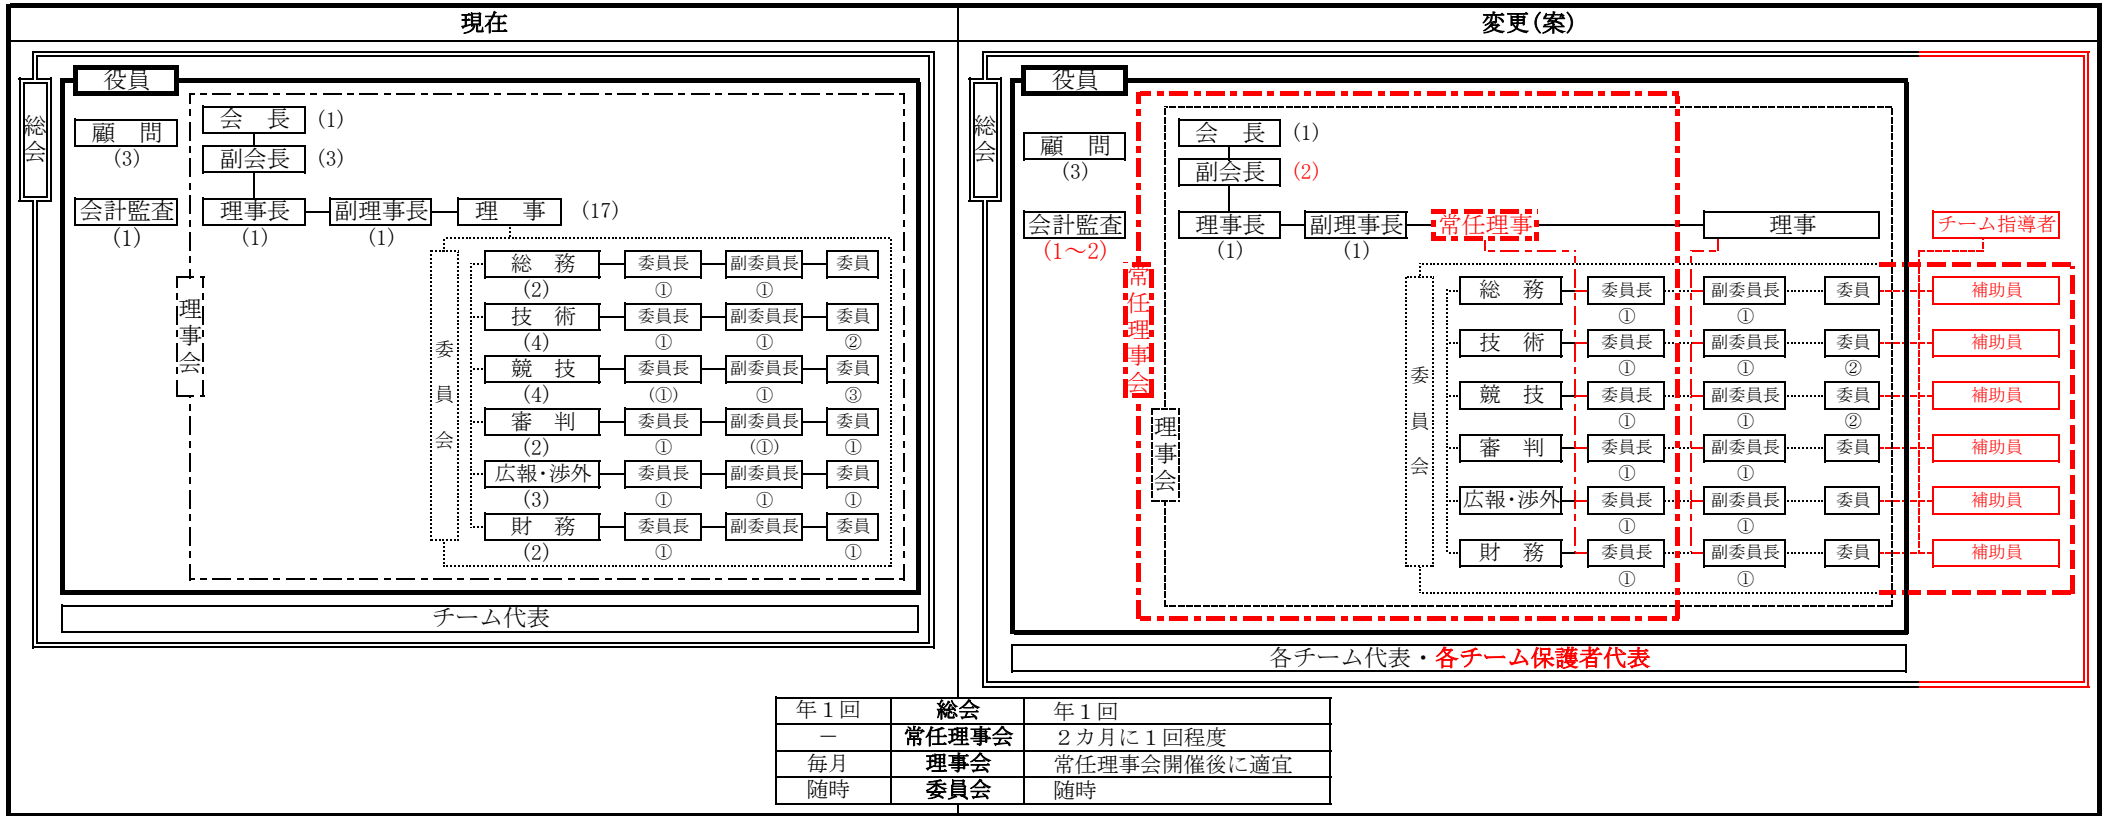 現在
変更(案)
役員
総会
会　長 (1)
顧　問
(3)
副会長 (3)
会計監査
(1)
理事長
(1)
副理事長
(1)
理　事 (17)
理事会
委員会
総　務 委員長 副委員長 委員
(2) ① ①
技　術 委員長 副委員長 委員
(4) ① ① ②
競　技 委員長 副委員長 委員
(4) (①) ① ③
審　判 委員長 副委員長 委員
(2) ① (①) ①
広報・渉外 委員長 副委員長 委員
(3) ① ① ①
財　務 委員長 副委員長 委員
(2) ① ①
チーム代表
役員
総会
会　長 (1)
顧　問
(3)
副会長 (2)
会計監査
(1～2)
理事長
(1)
副理事長
(1)
常任理事
理事
チーム指導者
常任理事会
理事会
委員会
総　務 委員長 副委員長 委員 補助員
① ①
技　術 委員長 副委員長 委員 補助員
① ① ②
競　技 委員長 副委員長 委員 補助員
① ① ②
審　判 委員長 副委員長 委員 補助員
① ①
広報・渉外 委員長 副委員長 委員 補助員
① ①
財　務 委員長 副委員長 委員 補助員
① ①
各チーム代表・各チーム保護者代表
年１回 総会 年１回
－ 常任理事会 ２カ月に１回程度
毎月 理事会 常任理事会開催後に適宜
随時 委員会 随時